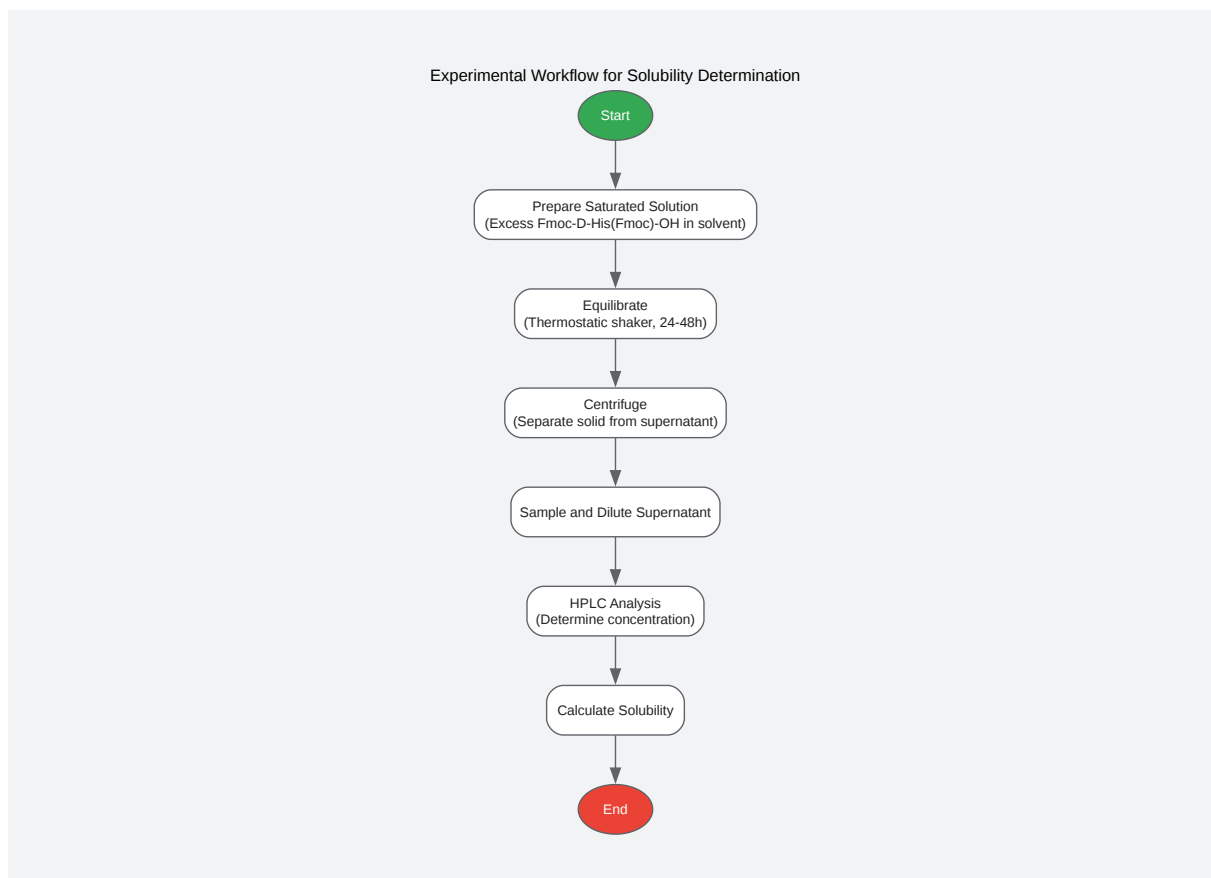 Experimental Workflow for Solubility Determination
Start
Prepare Saturated Solution
(Excess Fmoc-D-His(Fmoc)-OH in solvent)
Equilibrate
(Thermostatic shaker, 24-48h)
Centrifuge
(Separate solid from supernatant)
Sample and Dilute Supernatant
HPLC Analysis
(Determine concentration)
Calculate Solubility
End